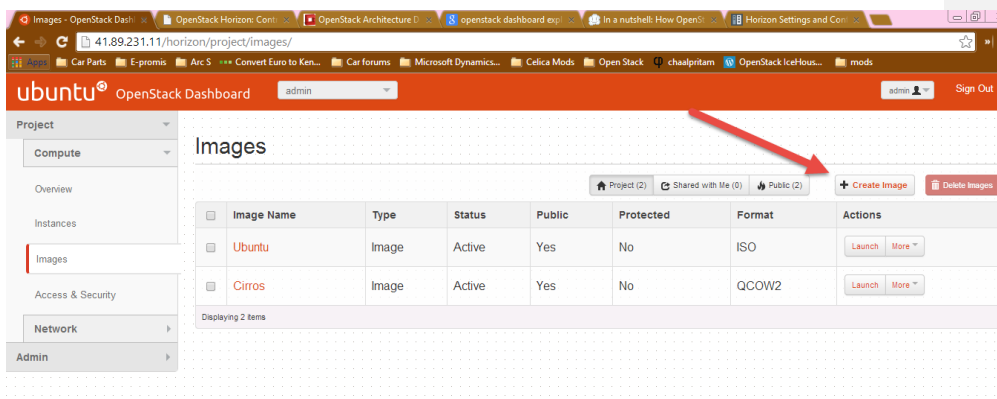 Images - OpenStack Dashb
OpenStack Horizon: Contr
OpenStack Architecture D
openstack dashboard expl
In a nutshell: How OpenSt
Horizon Settings and Con
41.89.231.11/horizon/project/images/
Apps Car Parts E-promis Arc S Convert Euro to Ken... Car forums Microsoft Dynamics... Celica Mods Open Stack chaalpritam OpenStack IceHous... mods
ubuntu® OpenStack Dashboard admin admin Sign Out
Project
Compute
Overview
Instances
Images
Access & Security
Network
Admin
Images
Project (2) Shared with Me (0) Public (2) Create Image Delete Images
Image Name Type Status Public Protected Format Actions
Ubuntu Image Active Yes No ISO Launch More
Cirros Image Active Yes No QCOW2 Launch More
Displaying 2 items